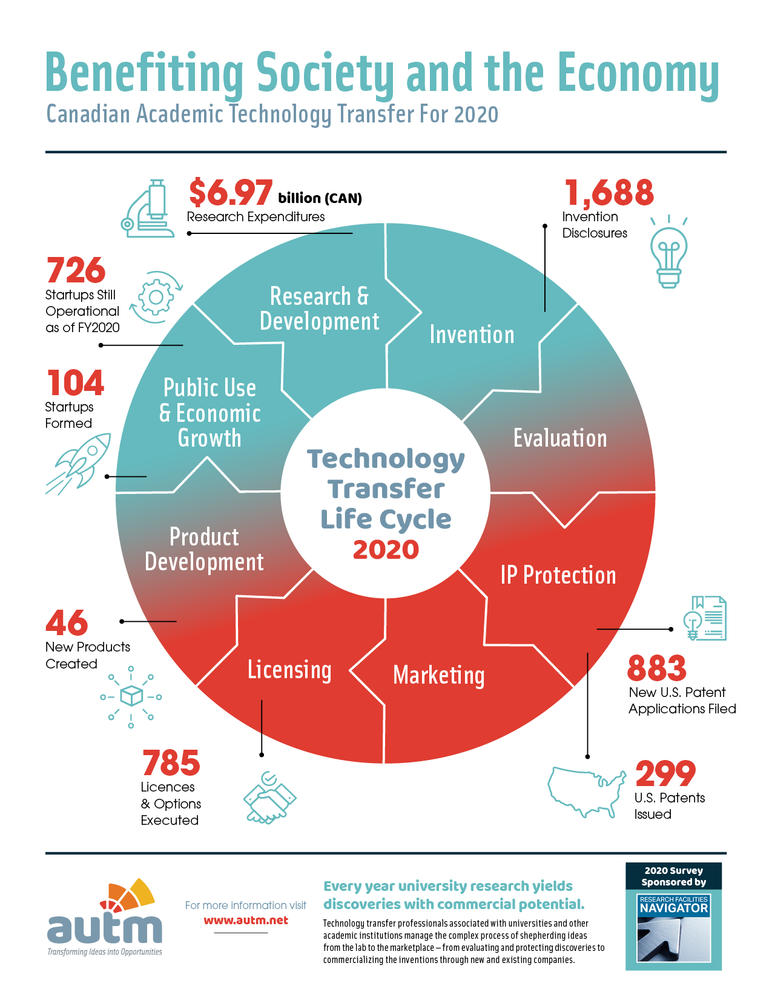 Benefiting Society and the Economy
Canadian Academic Technology Transfer For 2020
$6.97 billion (CAN)
Research Expenditures
1,688
Invention
Disclosures
726
Startups Still
Operational
as of FY2020
104
Startups
Formed
Research &
Development
Invention
Public Use
& Economic
Growth
Evaluation
Technology
Transfer
Life Cycle
2020
Product
Development
IP Protection
Licensing
Marketing
46
New Products
Created
883
New U.S. Patent
Applications Filed
785
Licences
& Options
Executed
299
U.S. Patents
Issued
autm
Transforming Ideas into Opportunities
For more information visit
www.autm.net
Every year university research yields
discoveries with commercial potential.
Technology transfer professionals associated with universities and other
academic institutions manage the complex process of shepherding ideas
from the lab to the marketplace – from evaluating and protecting discoveries to
commercializing the inventions through new and existing companies.
2020 Survey
Sponsored by
RESEARCH FACILITIES
NAVIGATOR